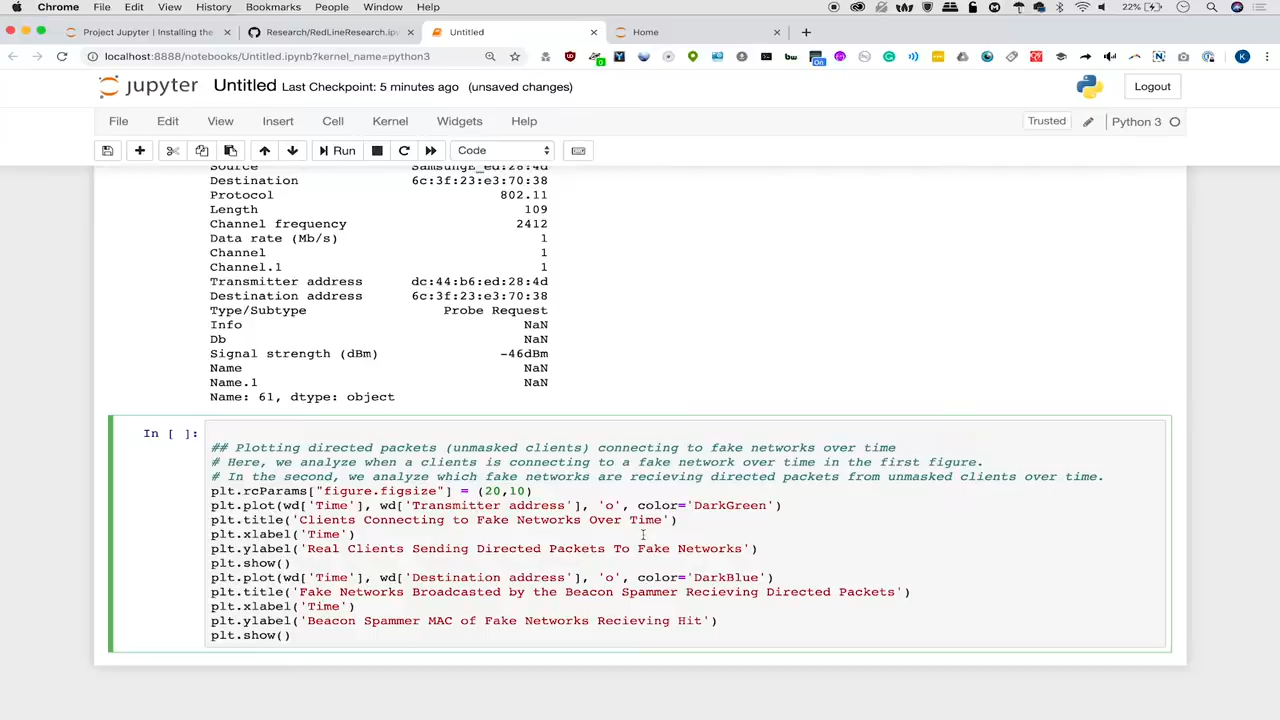 Chrome File Edit View History Bookmarks People Window Help 22%
Project Jupyter | Installing the Research/RedLineResearch.ip Untitled Home
localhost:8888/notebooks/Untitled.ipynb?kernel_name=python3
jupyter Untitled Last Checkpoint: 5 minutes ago (unsaved changes) Logout
File Edit View Insert Cell Kernel Widgets Help Trusted Python 3
Run Code
Source SamsungE_ed:28:4d
Destination 6c:3f:23:e3:70:38
Protocol 802.11
Length 109
Channel frequency 2412
Data rate (Mb/s) 1
Channel 1
Channel.1 1
Transmitter address dc:44:b6:ed:28:4d
Destination address 6c:3f:23:e3:70:38
Type/Subtype Probe Request
Info NaN
Db NaN
Signal strength (dBm) -46dBm
Name NaN
Name.1 NaN
Name: 61, dtype: object
In [ ]:
## Plotting directed packets (unmasked clients) connecting to fake networks over time
# Here, we analyze when a clients is connecting to a fake network over time in the first figure.
# In the second, we analyze which fake networks are recieving directed packets from unmasked clients over time.
plt.rcParams["figure.figsize"] = (20,10)
plt.plot(wd['Time'], wd['Transmitter address'], 'o', color='DarkGreen')
plt.title('Clients Connecting to Fake Networks Over Time')
plt.xlabel('Time')
plt.ylabel('Real Clients Sending Directed Packets To Fake Networks')
plt.show()
plt.plot(wd['Time'], wd['Destination address'], 'o', color='DarkBlue')
plt.title('Fake Networks Broadcasted by the Beacon Spammer Recieving Directed Packets')
plt.xlabel('Time')
plt.ylabel('Beacon Spammer MAC of Fake Networks Recieving Hit')
plt.show()